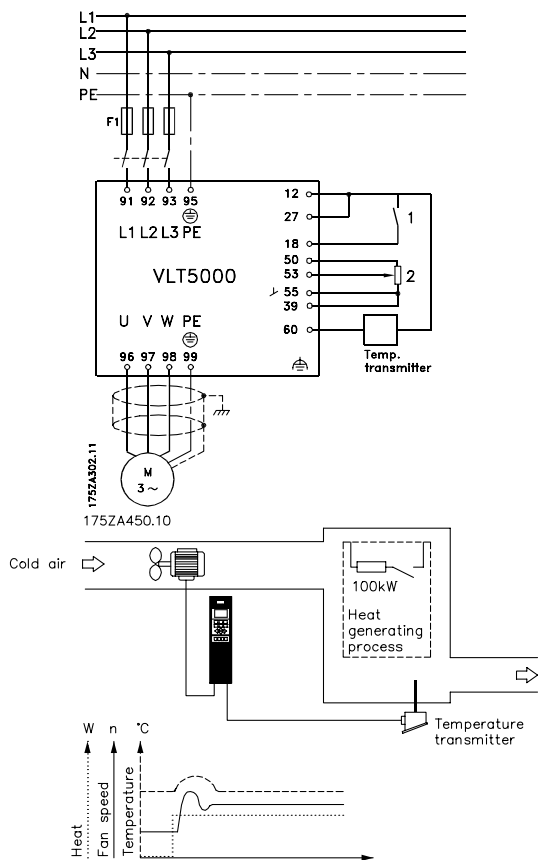 L1
L2
L3
N
PE
F1
91 92 93 95
L1 L2 L3 PE
VLT5000
U V W PE
96 97 98 99
12
27
18
50
53
55
39
60
1
2
Temp.
transmitter
M
3~
175ZA302.11
175ZA450.10
Cold air
100kW
Heat
generating
process
Temperature
transmitter
W n °C
Heat
Fan speed
Temperature